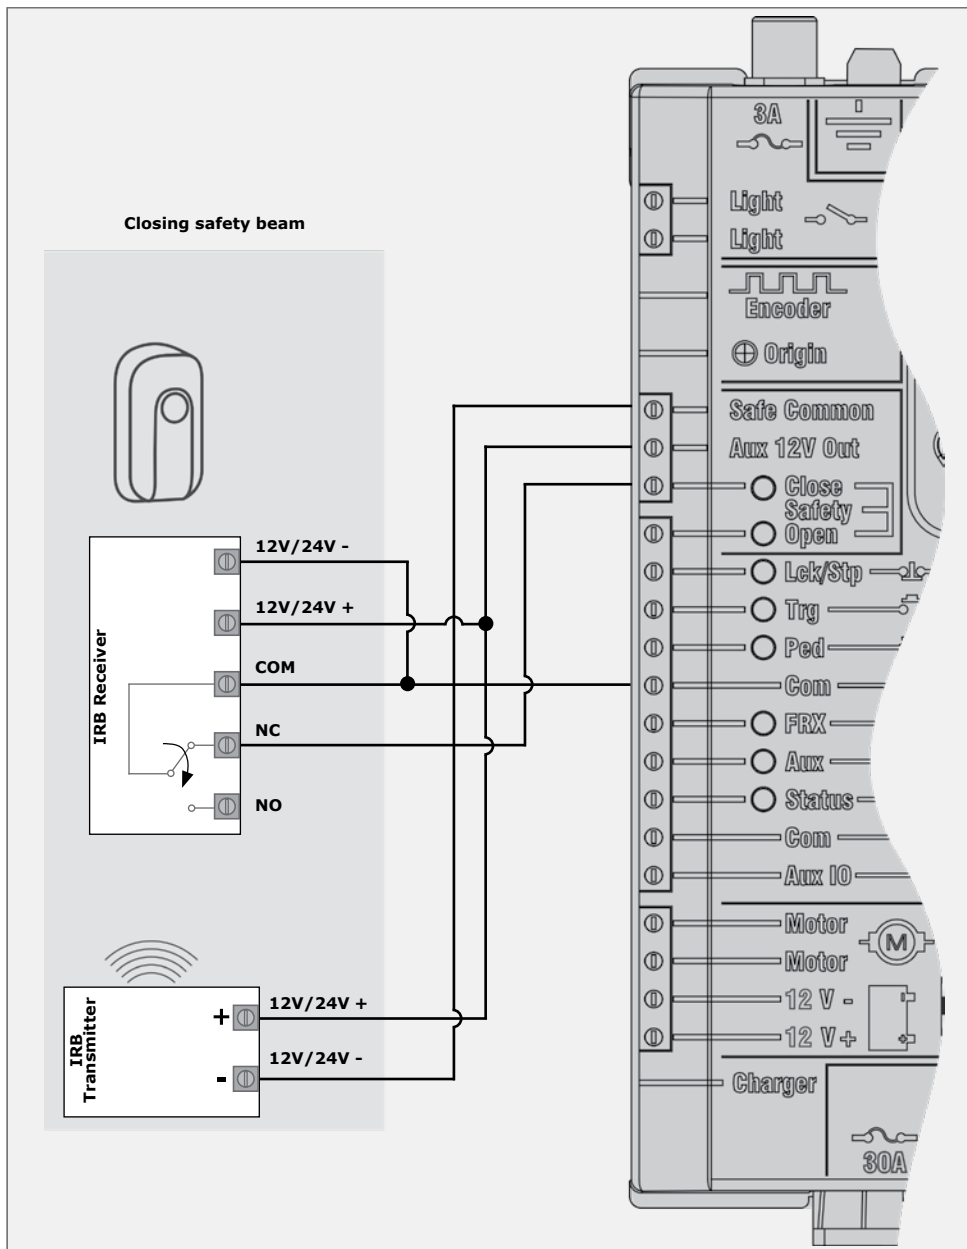 Closing safety beam
12V/24V -
12V/24V +
COM
NC
NO
IRB Receiver
12V/24V +
12V/24V -
+
-
IRB
Transmitter
3A
Light
Light
Encoder
Origin
Safe Common
Aux 12V Out
Close
Safety
Open
Lck/Stp
Trg
Ped
Com
FRX
Aux
Status
Com
Aux IO
Motor
M
Motor
12 V -
12 V +
Charger
30A